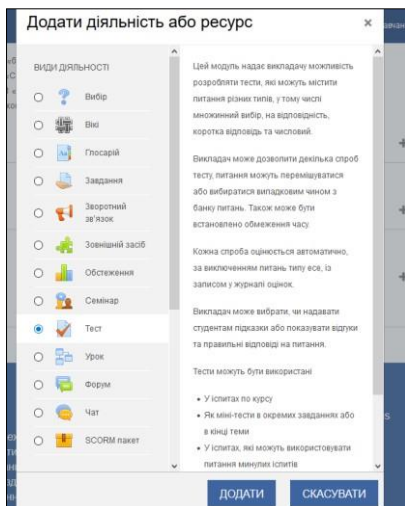 Додати діяльність або ресурс ×
ВИДИ ДІЯЛЬНОСТІ
Вибір
Вікі
Глосарій
Завдання
Зворотний
зв'язок
Зовнішній засіб
Обстеження
Семінар
Тест
Урок
Форум
Чат
SCORM пакет
Цей модуль надає викладачу можливість
розробляти тести, які можуть містити
питання різних типів, у тому числі
множинний вибір, на відповідність,
коротка відповідь та числовий.
Викладач може дозволити декілька спроб
тесту, питання можуть перемішуватися
або вибиратися випадковим чином з
банку питань. Також може бути
встановлено обмеження часу.
Кожна спроба оцінюється автоматично,
за виключенням питань типу есе, із
записом у журналі оцінок.
Викладач може вибрати, чи надавати
студентам підказки або показувати відгуки
та правильні відповіді на питання.
Тести можуть бути використані
• У іспитах по курсу
• Як міні-тести в окремих завданнях або
в кінці теми
• У іспитах, які можуть використовувати
питання минулих іспитів
ДОДАТИ
СКАСУВАТИ